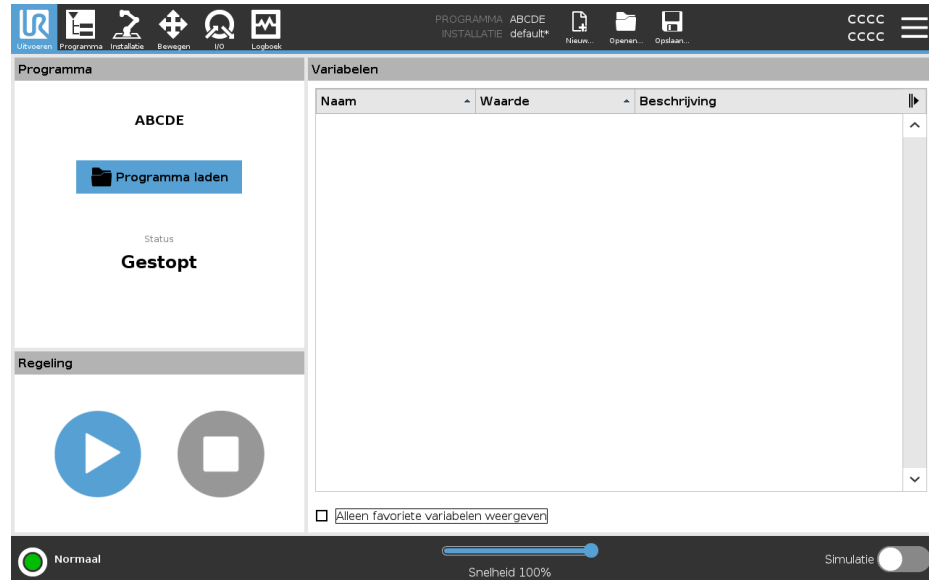 UR
Uitvoeren Programma Installatie Bewegen I/O Logboek
PROGRAMMA ABCDE
INSTALLATIE default*
Nieuw... Openen... Opslaan...
CCCC
CCCC
Programma
ABCDE
Programma laden
Status
Gestopt
Regeling
Variabelen
Naam Waarde Beschrijving
Alleen favoriete variabelen weergeven
Normaal
Snelheid 100%
Simulatie